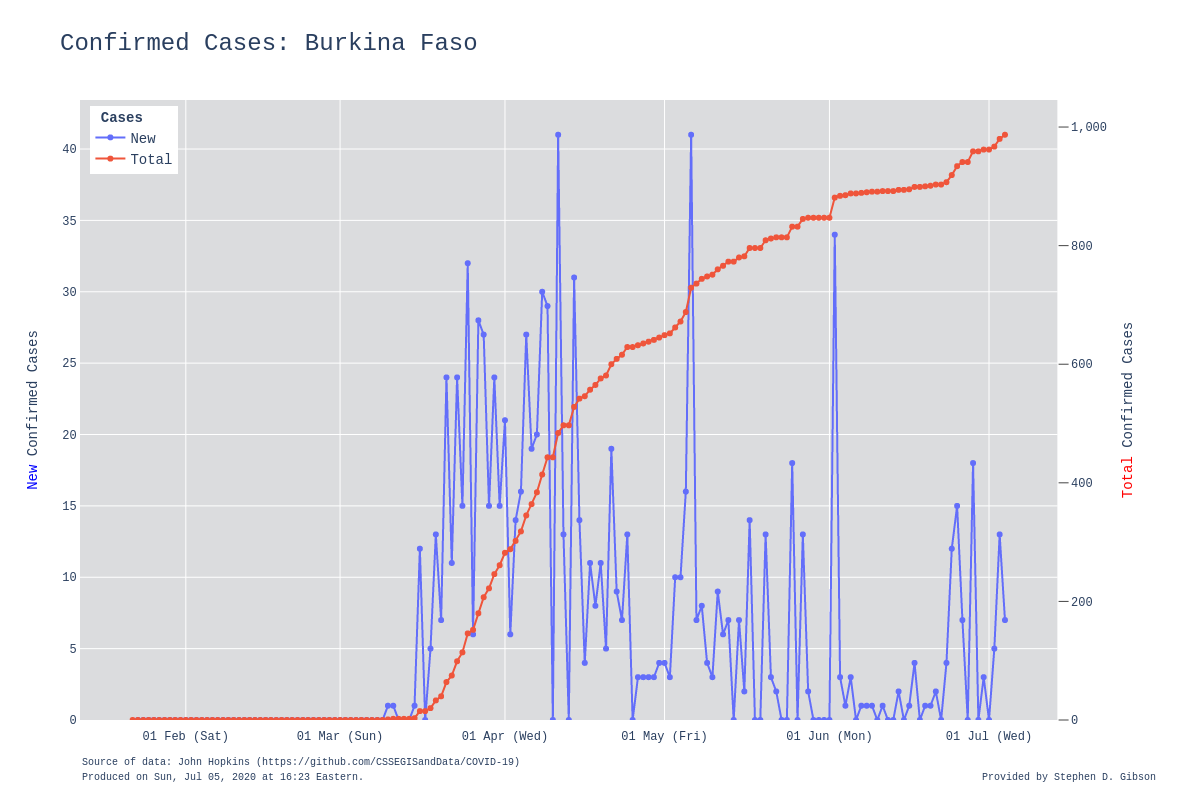 Confirmed Cases: Burkina Faso
Cases
New
Total
40
35
30
25
20
15
10
5
0
New Confirmed Cases
1,000
800
600
400
200
0
Total Confirmed Cases
01 Feb (Sat)
01 Mar (Sun)
01 Apr (Wed)
01 May (Fri)
01 Jun (Mon)
01 Jul (Wed)
Source of data: John Hopkins (https://github.com/CSSEGISandData/COVID-19)
Produced on Sun, Jul 05, 2020 at 16:23 Eastern.
Provided by Stephen D. Gibson